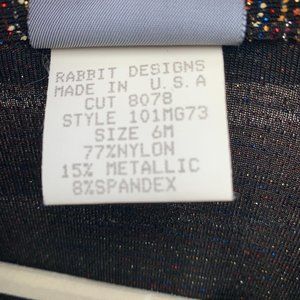 RABBIT DESIGNS
MADE IN U.S.A
CUT 8078
STYLE 101MG73
SIZE 6M
77%NYLON
15% METALLIC
8%SPANDEX